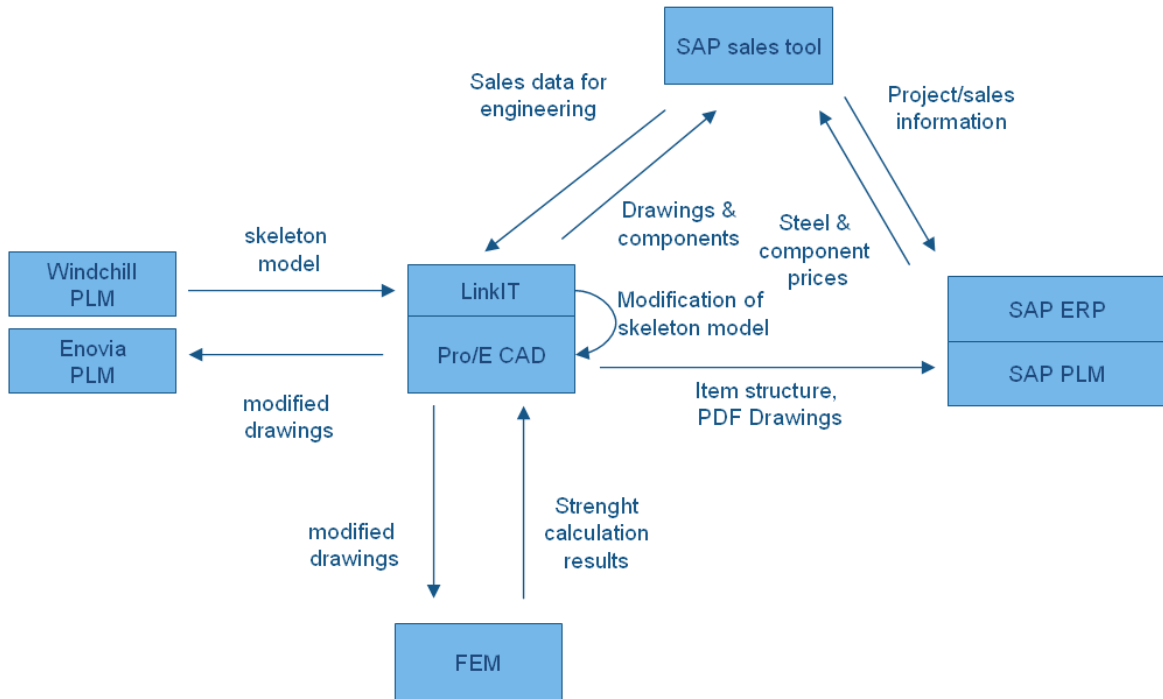 SAP sales tool
Sales data for
engineering
Project/sales
information
Drawings &
components
Steel &
component
prices
skeleton
model
Windchill
PLM
LinkIT
Modification of
skeleton model
SAP ERP
Enovia
PLM
Pro/E CAD
SAP PLM
Item structure,
PDF Drawings
modified
drawings
modified
drawings
Strenght
calculation
results
FEM